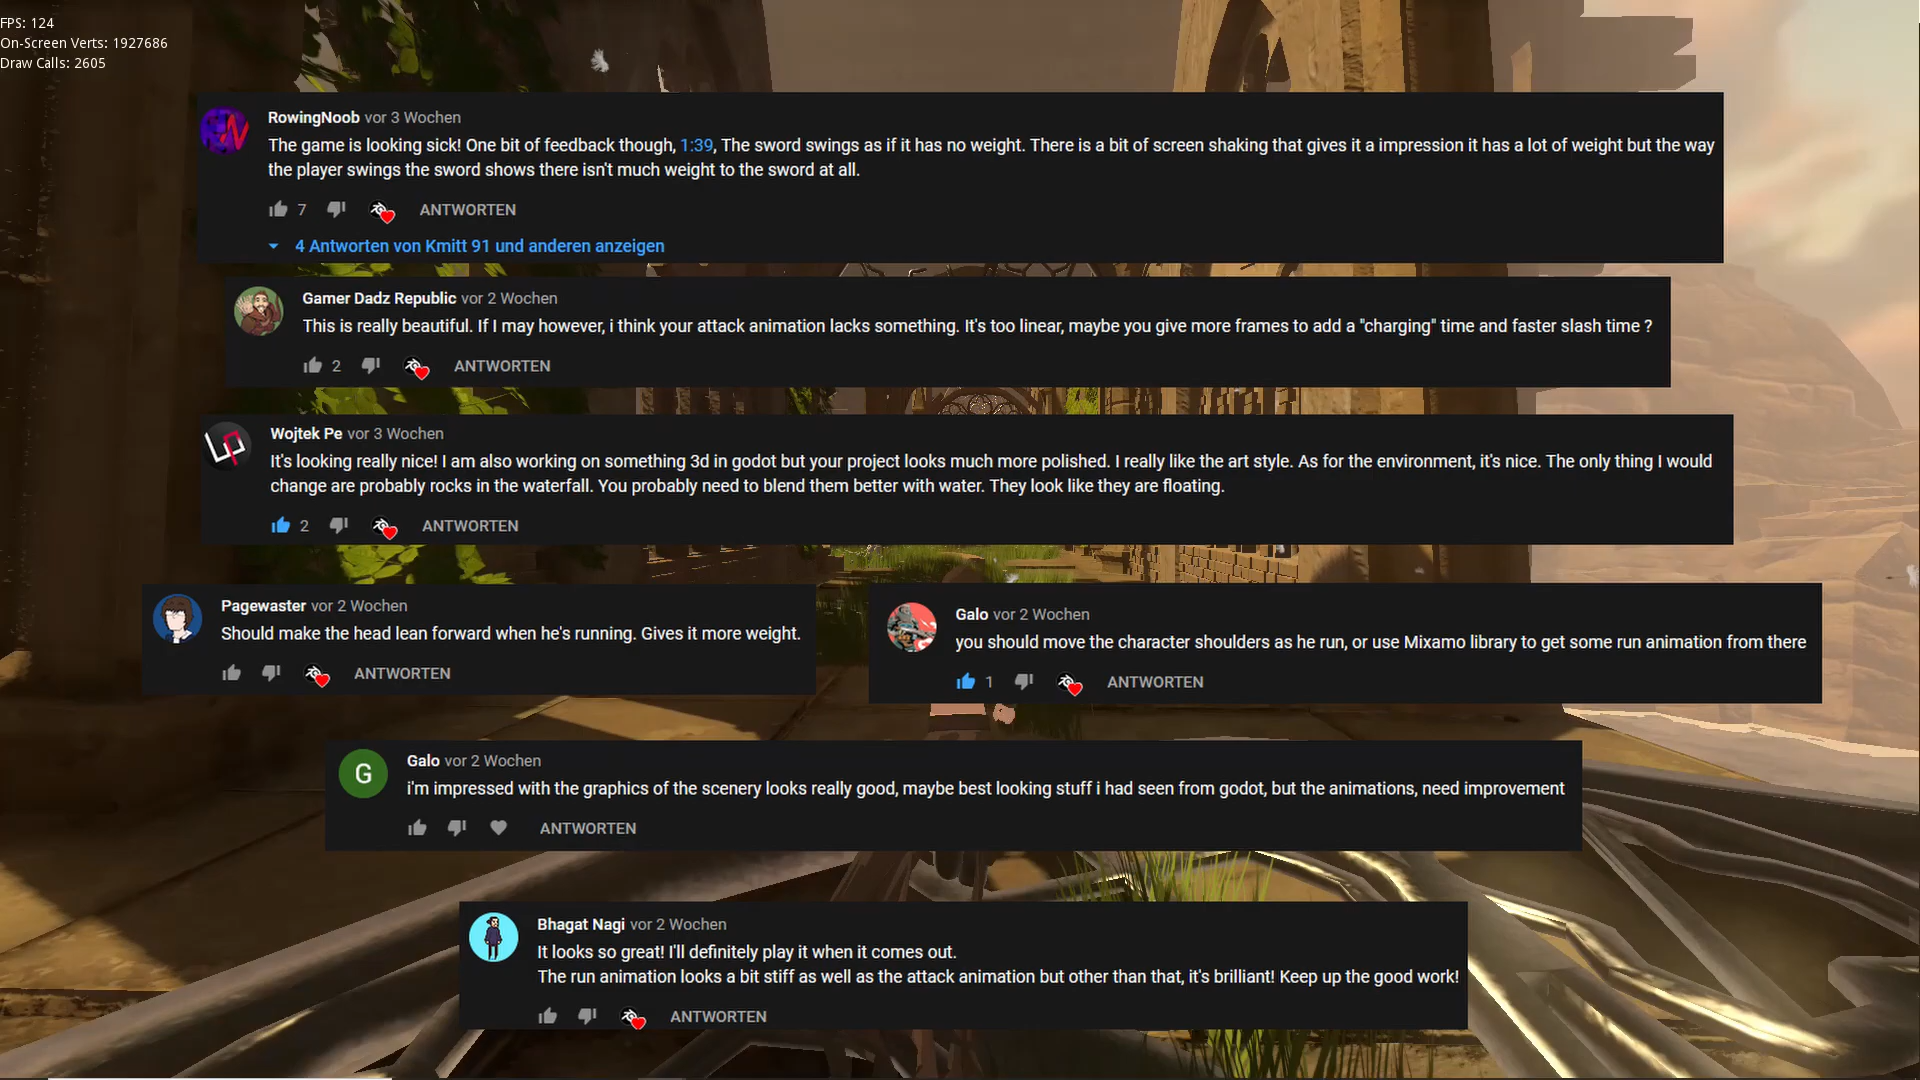 FPS: 124
On-Screen Verts: 1927686
Draw Calls: 2605
RowingNoob vor 3 Wochen
The game is looking sick! One bit of feedback though, 1:39, The sword swings as if it has no weight. There is a bit of screen shaking that gives it a impression it has a lot of weight but the way
the player swings the sword shows there isn't much weight to the sword at all.
7 ANTWORTEN
4 Antworten von Kmitt 91 und anderen anzeigen
Gamer Dadz Republic vor 2 Wochen
This is really beautiful. If I may however, i think your attack animation lacks something. It's too linear, maybe you give more frames to add a "charging" time and faster slash time ?
2 ANTWORTEN
Wojtek Pe vor 3 Wochen
It's looking really nice! I am also working on something 3d in godot but your project looks much more polished. I really like the art style. As for the environment, it's nice. The only thing I would
change are probably rocks in the waterfall. You probably need to blend them better with water. They look like they are floating.
2 ANTWORTEN
Pagewaster vor 2 Wochen
Should make the head lean forward when he's running. Gives it more weight.
ANTWORTEN
Galo vor 2 Wochen
you should move the character shoulders as he run, or use Mixamo library to get some run animation from there
1 ANTWORTEN
G
Galo vor 2 Wochen
i'm impressed with the graphics of the scenery looks really good, maybe best looking stuff i had seen from godot, but the animations, need improvement
ANTWORTEN
Bhagat Nagi vor 2 Wochen
It looks so great! I'll definitely play it when it comes out.
The run animation looks a bit stiff as well as the attack animation but other than that, it's brilliant! Keep up the good work!
ANTWORTEN